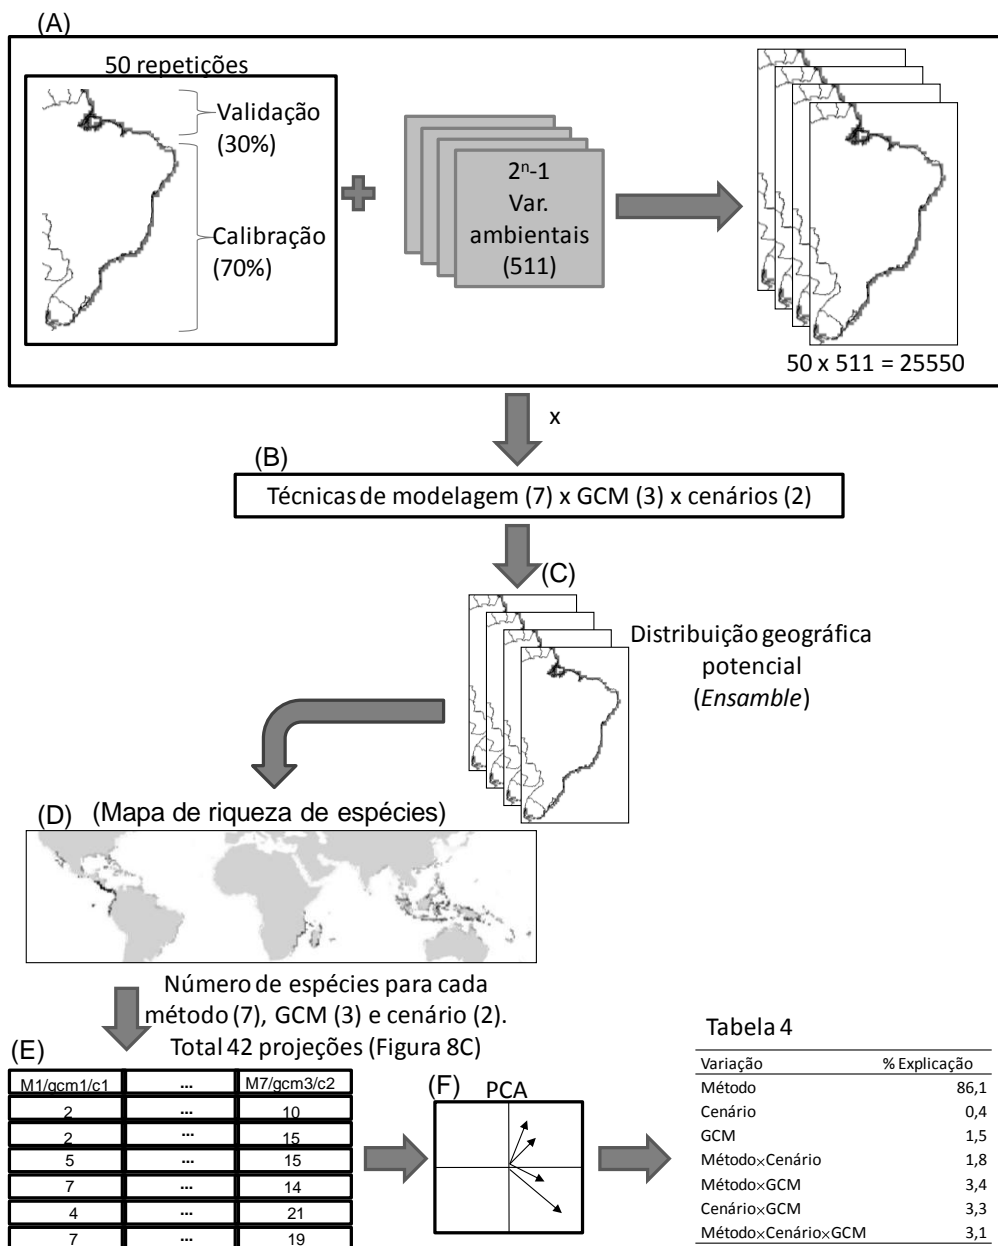 (A)
50 repetições
Validação
(30%)
Calibração
(70%)
2ⁿ-1
Var.
ambientais
(511)
50 x 511 = 25550
x
(B)
Técnicas de modelagem (7) x GCM (3) x cenários (2)
(C)
Distribuição geográfica
potencial
(Ensamble)
(D) (Mapa de riqueza de espécies)
Número de espécies para cada
método (7), GCM (3) e cenário (2).
Total 42 projeções (Figura 8C)
(E)
M1/gcm1/c1 ... M7/gcm3/c2
2 ... 10
2 ... 15
5 ... 15
7 ... 14
4 ... 21
7 ... 19
(F) PCA
Tabela 4
Variação % Explicação
Método 86,1
Cenário 0,4
GCM 1,5
Método×Cenário 1,8
Método×GCM 3,4
Cenário×GCM 3,3
Método×Cenário×GCM 3,1